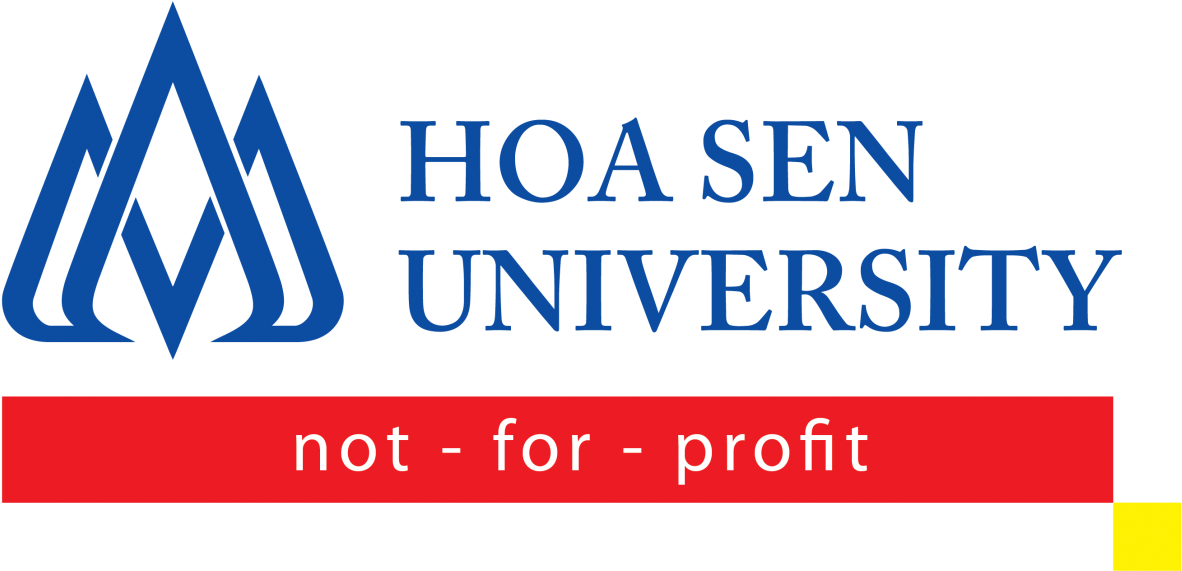 HOA SEN
UNIVERSITY
not - for - profit